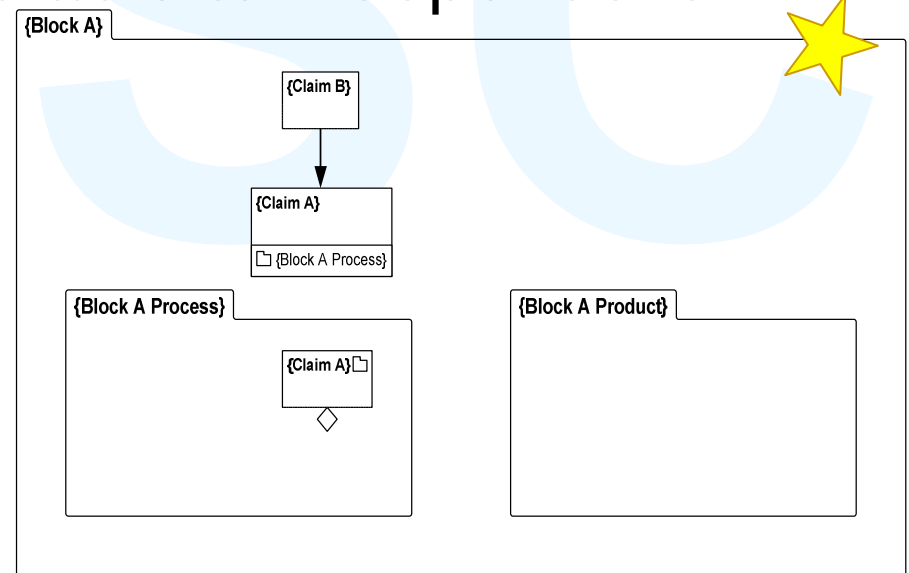 {Block A}
{Claim B}
{Claim A}
{Block A Process}
{Block A Process}
{Block A Product}
{Claim A}